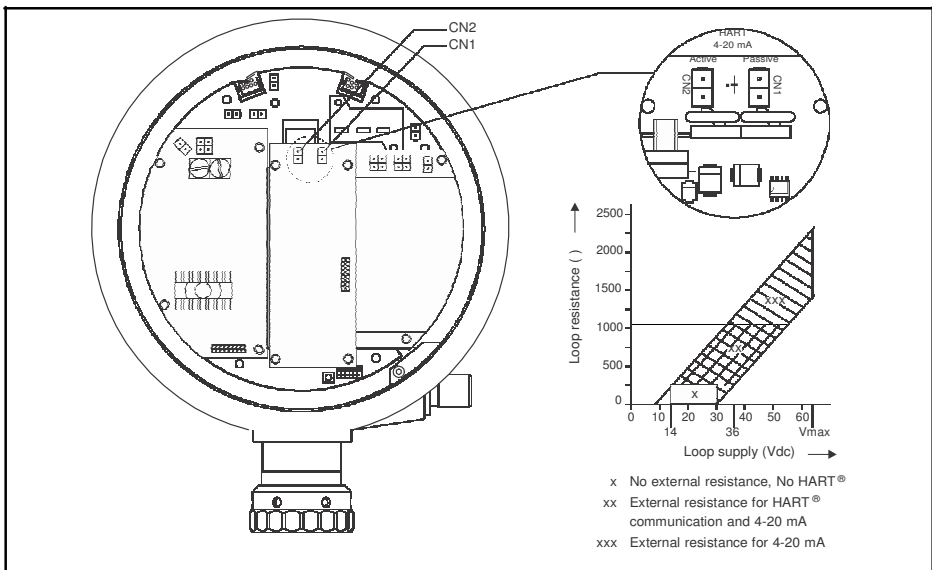 CN2
CN1
HART
4-20 mA
Active
Passive
CN2
CN1
Loop resistance ( )
2500
2000
1500
1000
500
0
xxx
xx
x
0 10 20 30 40 50 60
14 36 Vmax
Loop supply (Vdc)
x No external resistance, No HART®
xx External resistance for HART®
communication and 4-20 mA
xxx External resistance for 4-20 mA